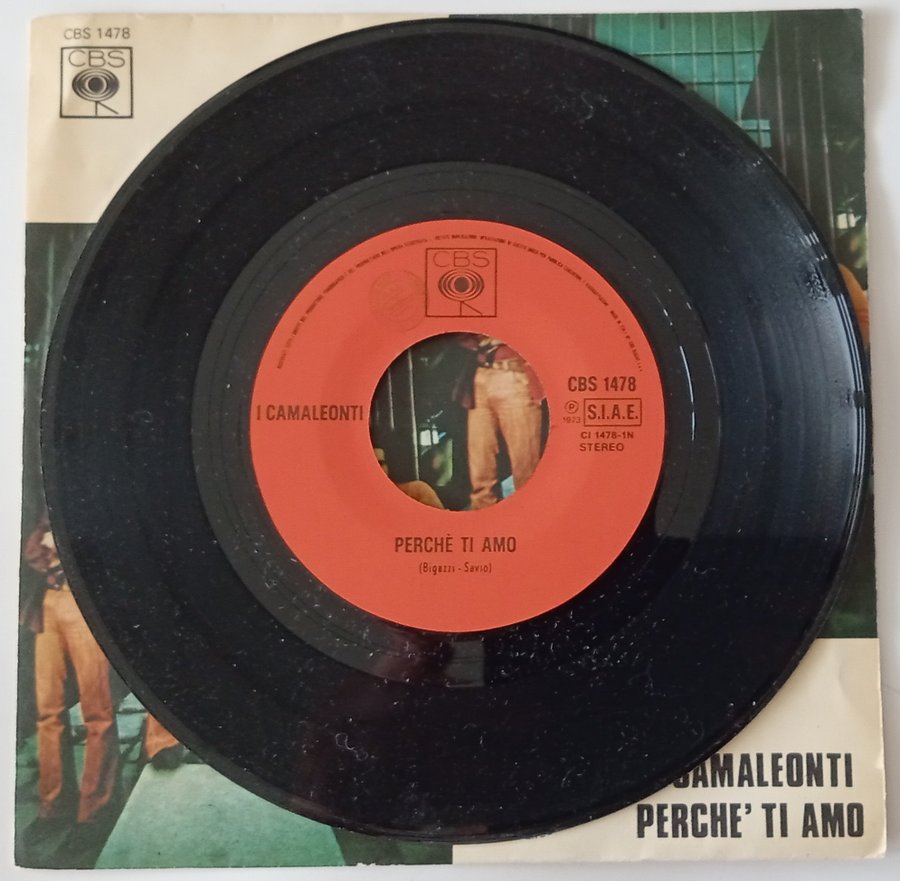 CBS 1478
CBS
CBS
CBS 1478
I CAMALEONTI
P
1973
S.I.A.E.
CI 1478-1N
STEREO
PERCHÈ TI AMO
(Bigazzi - Savio)
CAMALEONTI
PERCHE' TI AMO